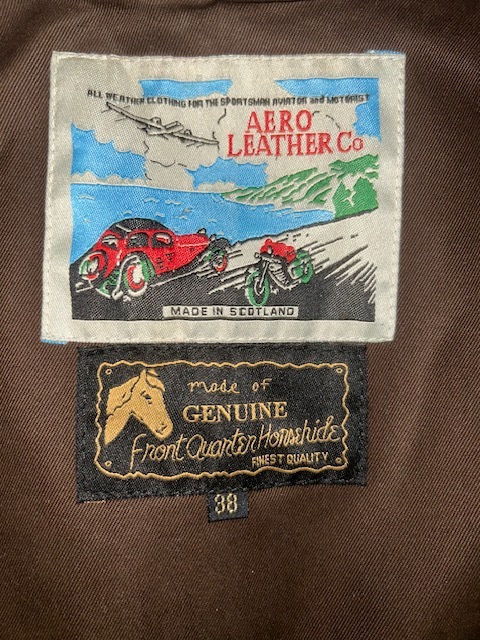 ALL WEATHER CLOTHING FOR THE SPORTSMAN AVIATOR and MOTORIST
AERO
LEATHER Co
MADE IN SCOTLAND
made of
GENUINE
Front Quarter Horsehide
FINEST QUALITY
38